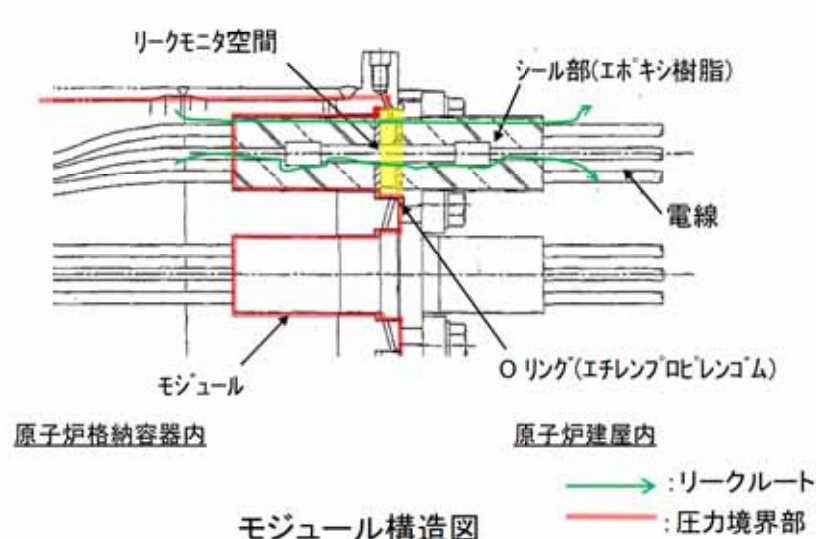 リークモニタ空間
シール部(エポキシ樹脂)
電線
Oリング(エチレンプロピレンゴム)
モジュール
原子炉格納容器内
原子炉建屋内
:リークルート
:圧力境界部
モジュール構造図